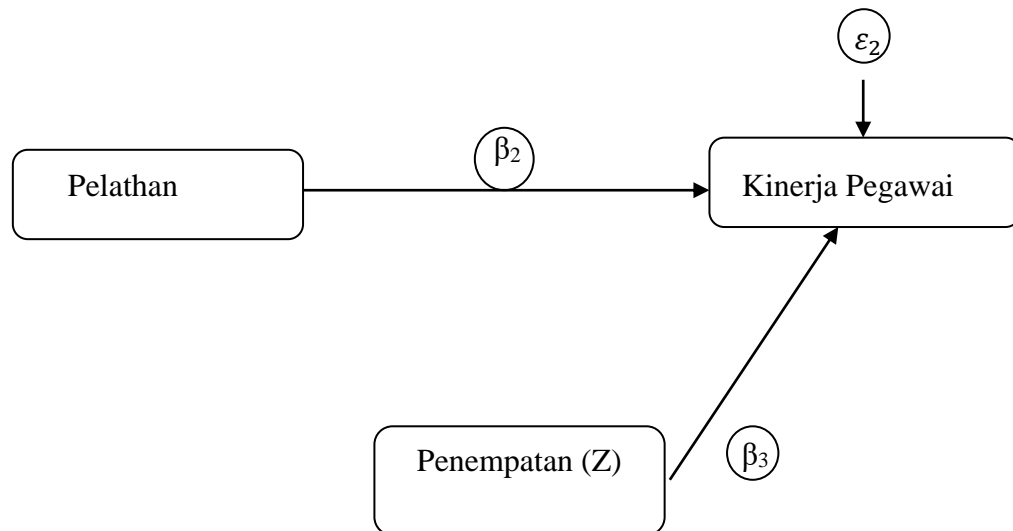 ε₂
β₂
Pelathan
Kinerja Pegawai
Penempatan (Z)
β₃